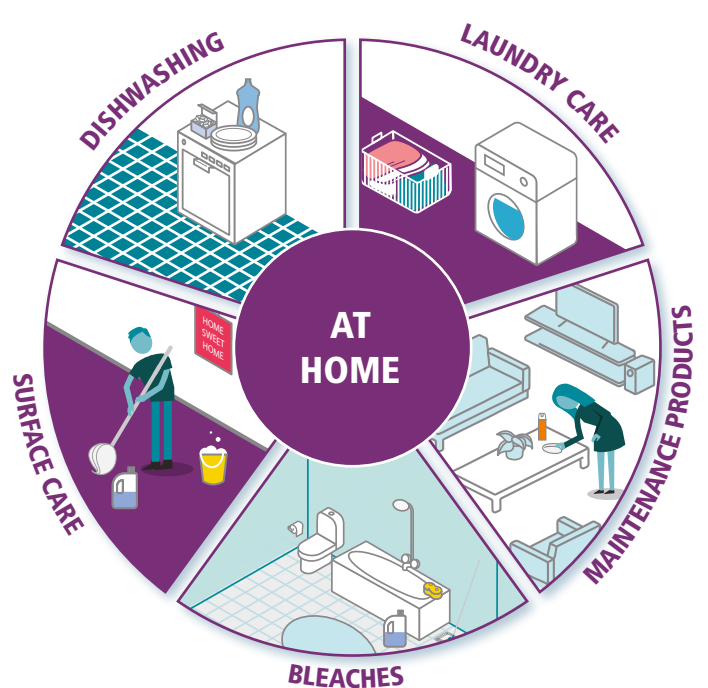 DISHWASHING
LAUNDRY CARE
AT
HOME
HOME
SWEET
HOME
SURFACE CARE
MAINTENANCE PRODUCTS
BLEACHES